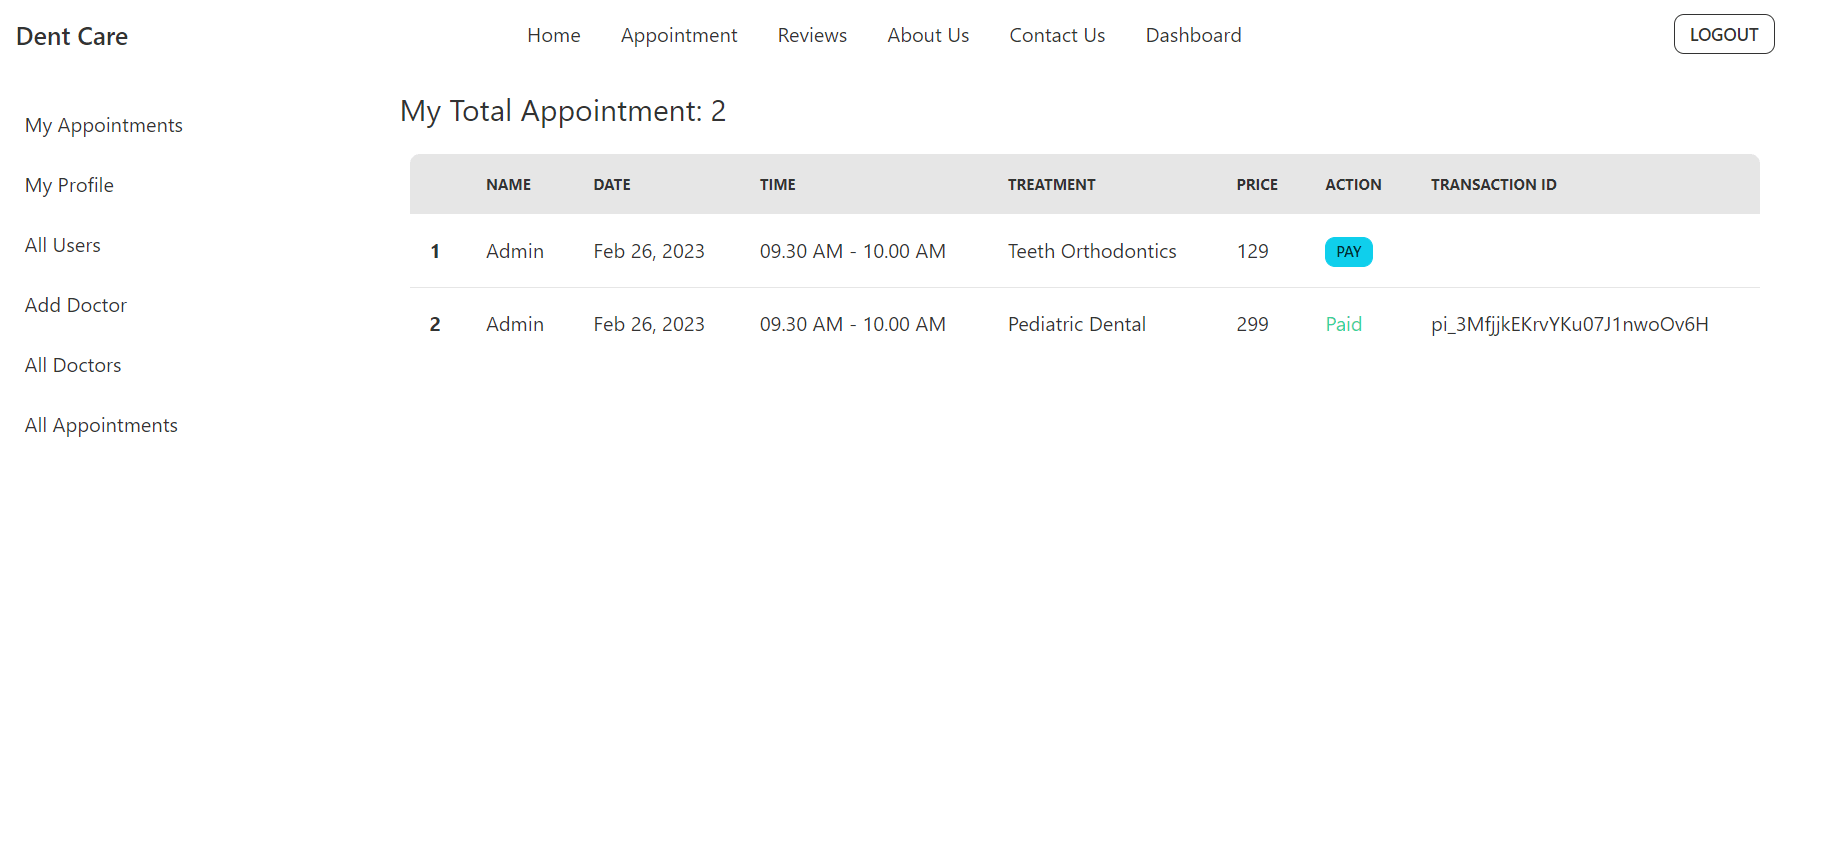 Dent Care
Home Appointment Reviews About Us Contact Us Dashboard
LOGOUT
My Appointments
My Profile
All Users
Add Doctor
All Doctors
All Appointments
My Total Appointment: 2
NAME DATE TIME TREATMENT PRICE ACTION TRANSACTION ID
1 Admin Feb 26, 2023 09.30 AM - 10.00 AM Teeth Orthodontics 129 PAY
2 Admin Feb 26, 2023 09.30 AM - 10.00 AM Pediatric Dental 299 Paid pi_3MfjjkEKrvYKu07J1nwoOv6H